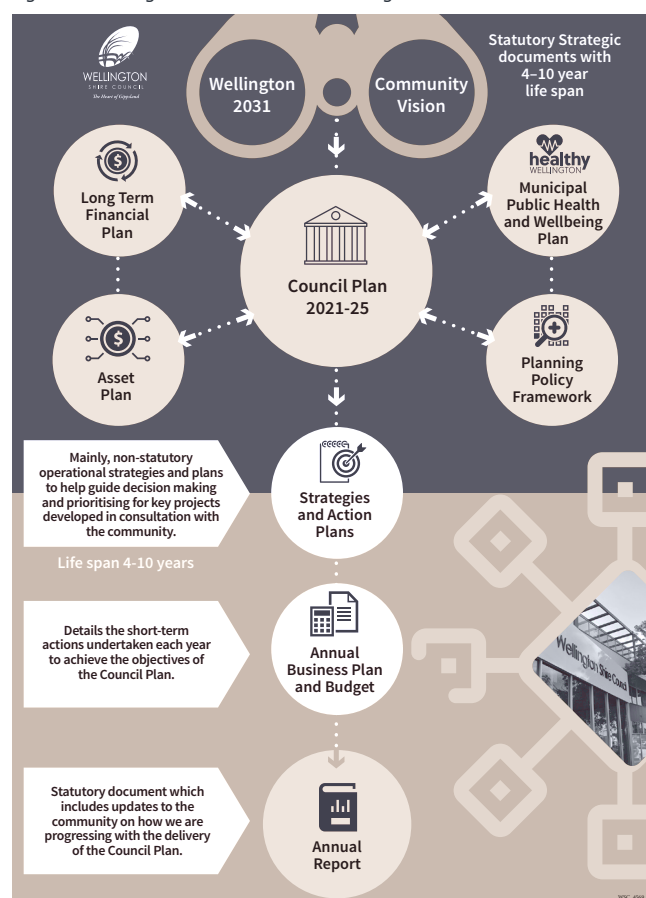 WELLINGTON
SHIRE COUNCIL
The Heart of Gippsland
Wellington
2031
Community
Vision
Statutory Strategic
documents with
4–10 year
life span
Long Term
Financial
Plan
healthy
WELLINGTON
Municipal
Public Health
and Wellbeing
Plan
Council Plan
2021-25
Asset
Plan
Planning
Policy
Framework
Mainly, non-statutory
operational strategies and plans
to help guide decision making
and prioritising for key projects
developed in consultation with
the community.
Life span 4-10 years
Strategies
and Action
Plans
Details the short-term
actions undertaken each year
to achieve the objectives of
the Council Plan.
Annual
Business Plan
and Budget
Wellington Shire Council
Statutory document which
includes updates to the
community on how we are
progressing with the delivery
of the Council Plan.
Annual
Report